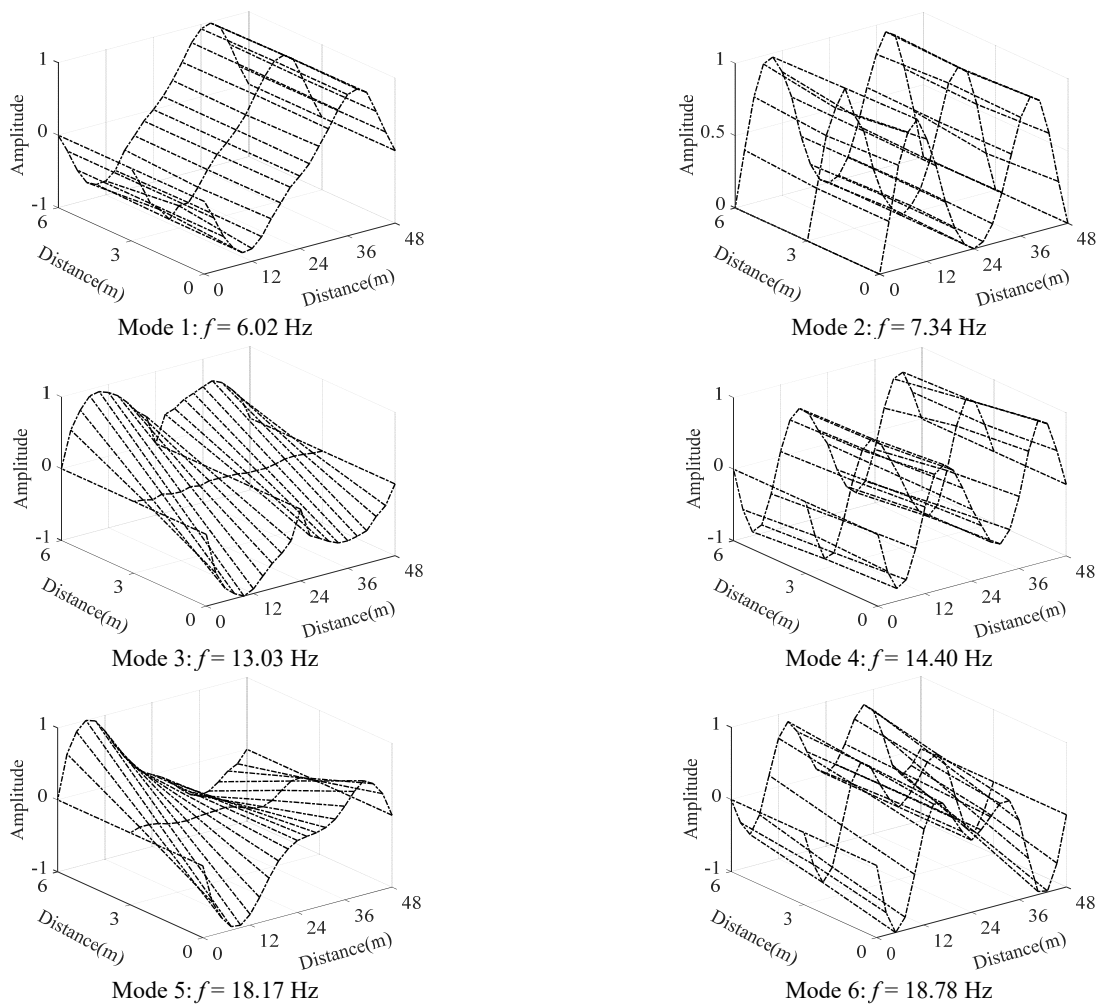 1
0
-1
Amplitude
6
3
0
Distance(m)
0
12
24
36
48
Distance(m)
Mode 1: f = 6.02 Hz
1
0.5
0
Amplitude
6
3
0
Distance(m)
0
12
24
36
48
Distance(m)
Mode 2: f = 7.34 Hz
1
0
-1
Amplitude
6
3
0
Distance(m)
0
12
24
36
48
Distance(m)
Mode 3: f = 13.03 Hz
1
0
-1
Amplitude
6
3
0
Distance(m)
0
12
24
36
48
Distance(m)
Mode 4: f = 14.40 Hz
1
0
-1
Amplitude
6
3
0
Distance(m)
0
12
24
36
48
Distance(m)
Mode 5: f = 18.17 Hz
1
0
-1
Amplitude
6
3
0
Distance(m)
0
12
24
36
48
Distance(m)
Mode 6: f = 18.78 Hz